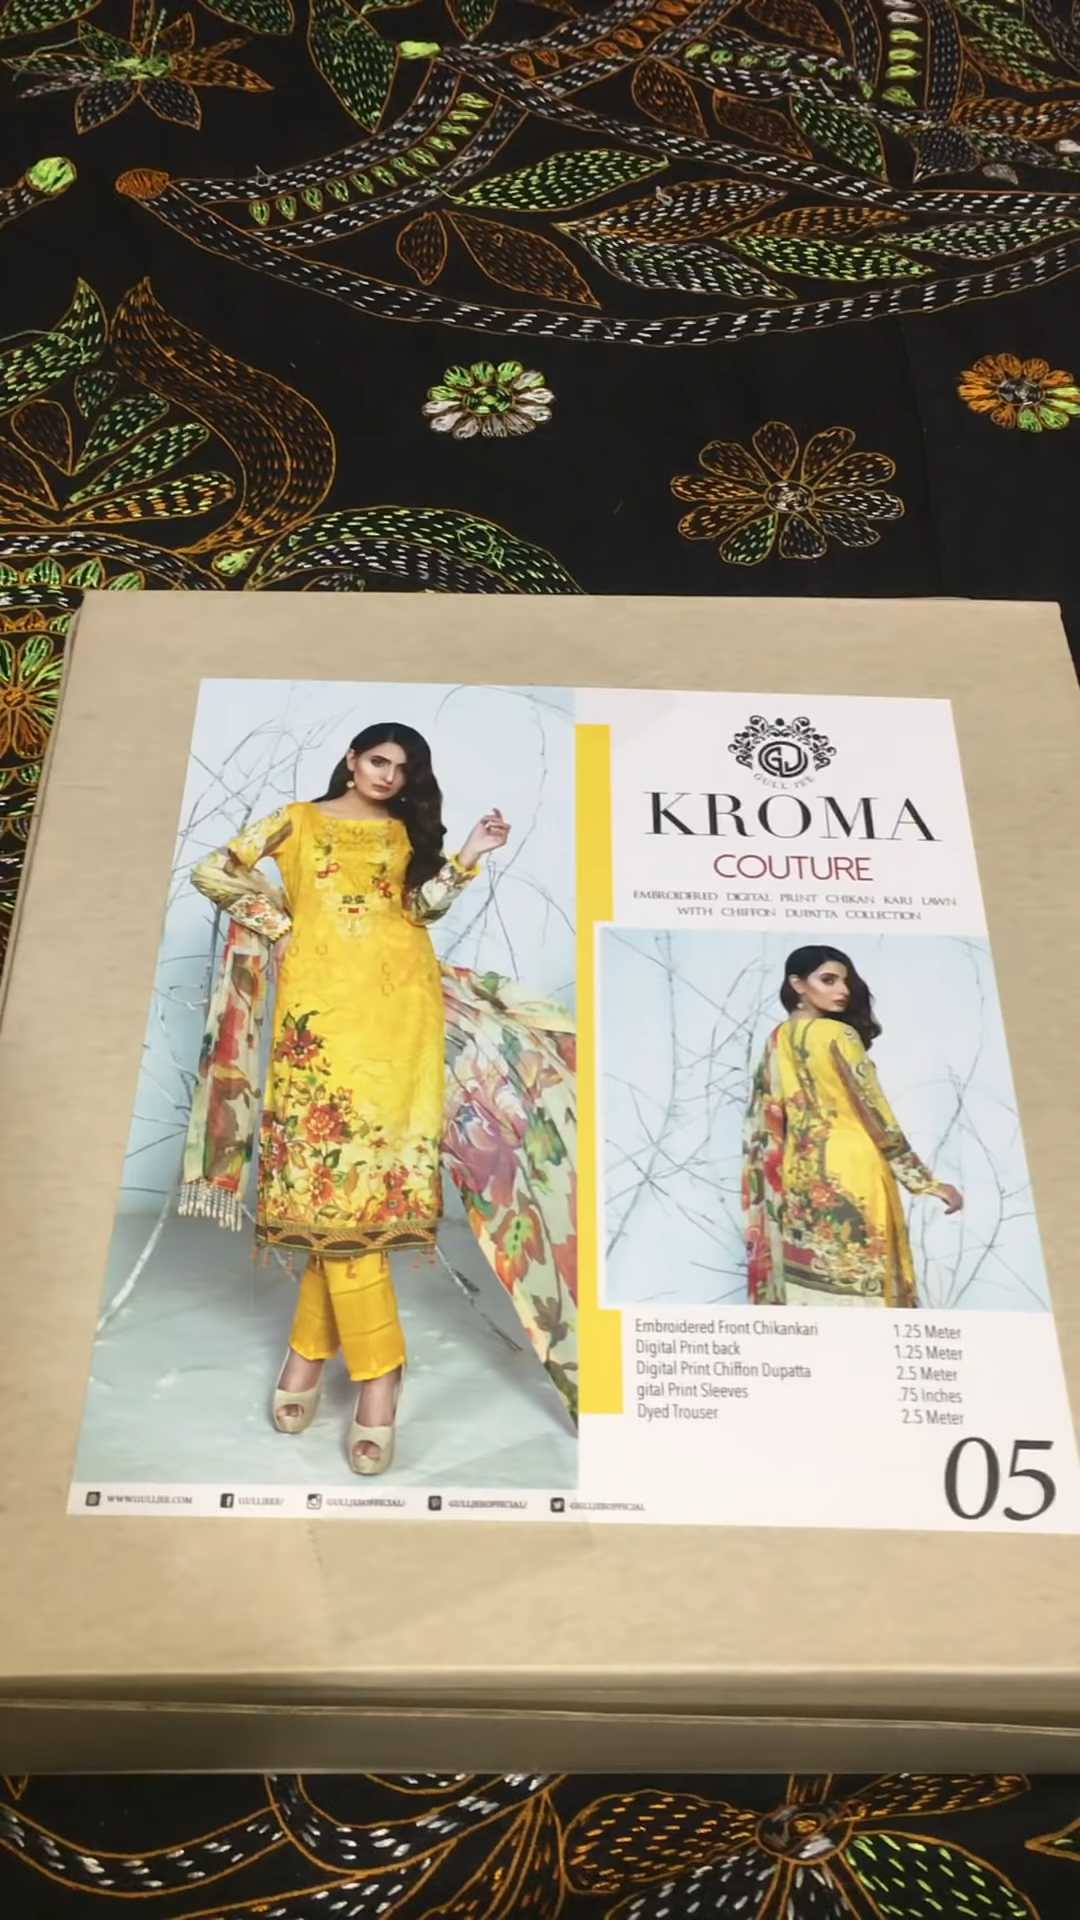 GJ
GULL JEE
KROMA
COUTURE
EMBROIDERED DIGITAL PRINT CHIKAN KARI LAWN
WITH CHIFFON DUPATTA COLLECTION
Embroidered Front Chikankari 1.25 Meter
Digital Print back 1.25 Meter
Digital Print Chiffon Dupatta 2.5 Meter
gital Print Sleeves .75 Inches
Dyed Trouser 2.5 Meter
05
WWW.GULLJEE.COM GULLJEE/ GULLJEEOFFICIAL/ GULLJEEOFFICIAL/ GULLJEEOFFICIAL